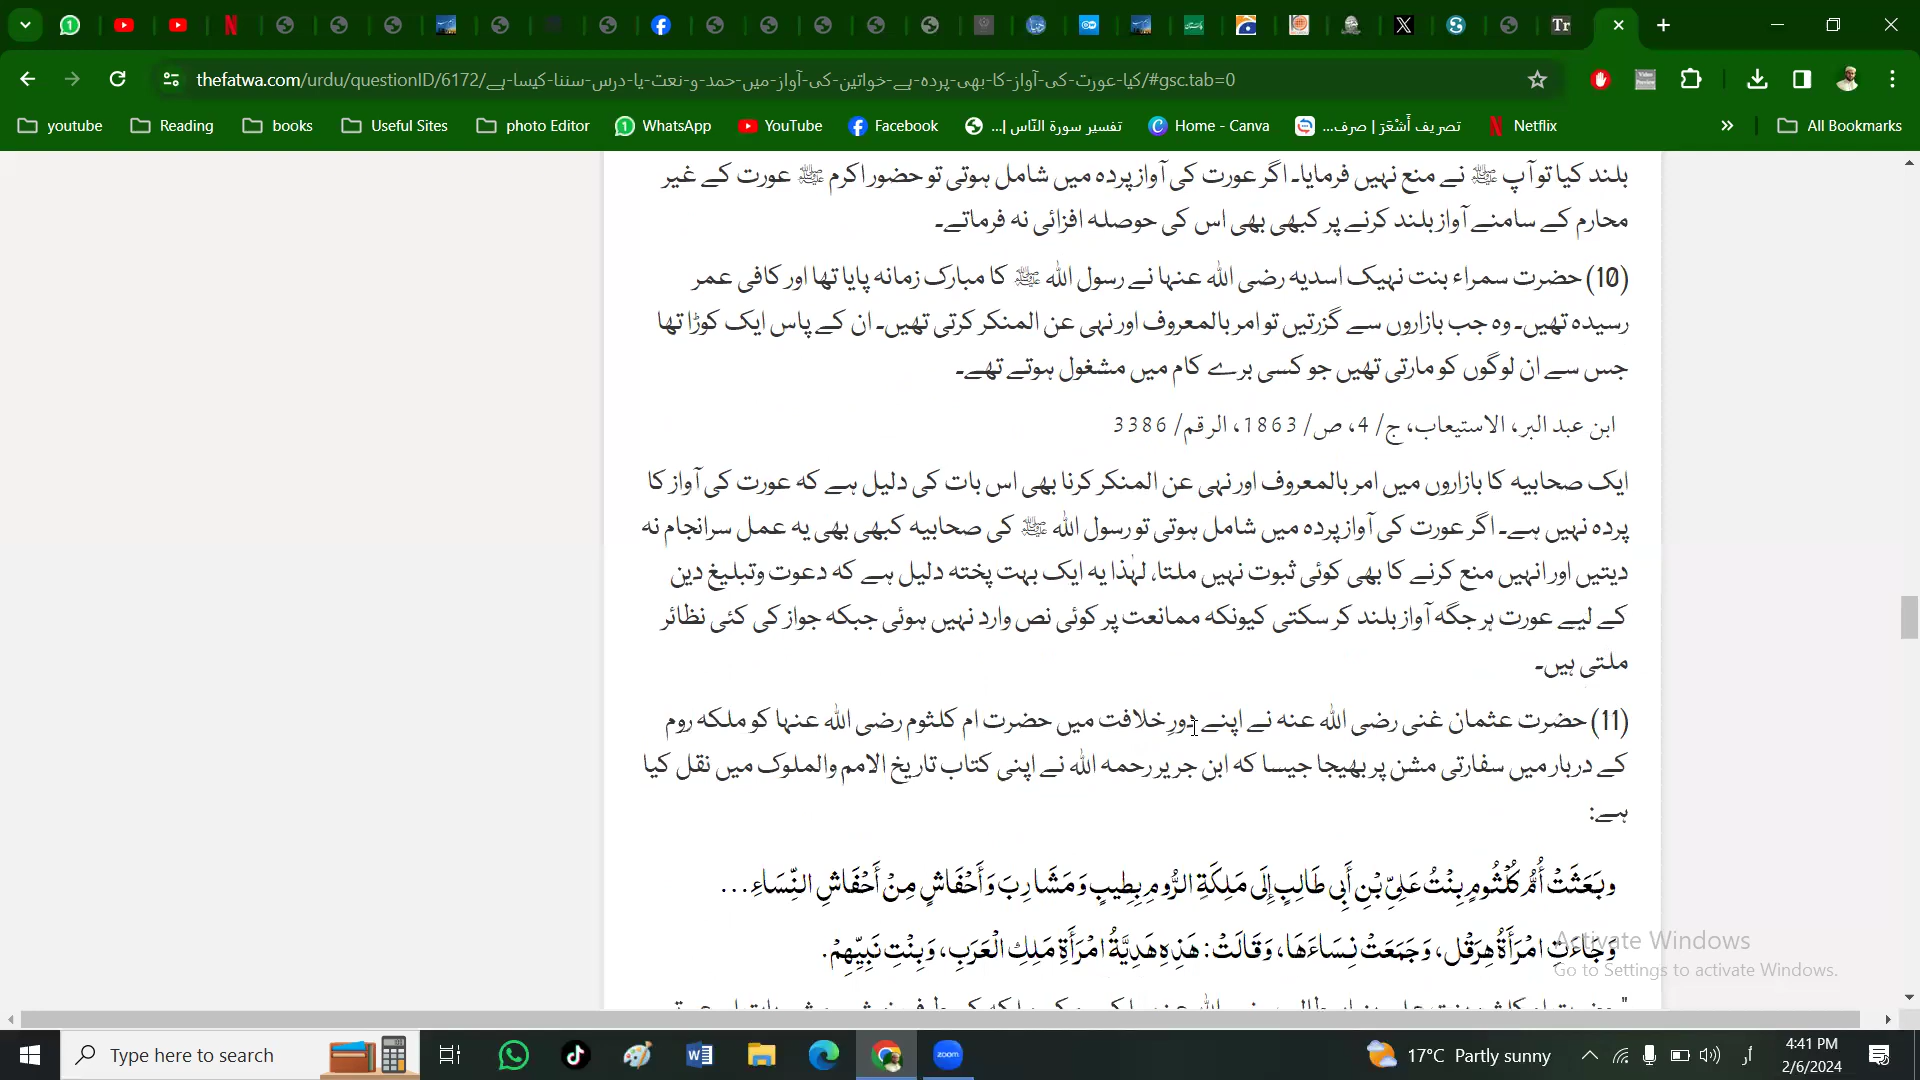 thefatwa.com/urdu/questionID/6172/کیا-عورت-کی-آواز-کا-بھی-پردہ-ہے-خواتین-کی-آواز-میں-حمد-و-نعت-یا-درس-سننا-کیسا-ہے/#gsc.tab=0
youtube Reading books Useful Sites photo Editor WhatsApp YouTube Facebook تفسیر سورۃ النّاس |... Home - Canva تصريف أَشْعَرَ | صرف... Netflix » All Bookmarks
بلند کیا تو آپ ﷺ نے منع نہیں فرمایا۔ اگر عورت کی آواز پردہ میں شامل ہوتی تو حضور اکرم ﷺ عورت کے غیر
محارم کے سامنے آواز بلند کرنے پر کبھی بھی اس کی حوصلہ افزائی نہ فرماتے۔
(10) حضرت سمراء بنت نہیک اسدیہ رضی اللہ عنہا نے رسول اللہ ﷺ کا مبارک زمانہ پایا تھا اور کافی عمر
رسیدہ تھیں۔ وہ جب بازاروں سے گزرتیں تو امر بالمعروف اور نہی عن المنکر کرتی تھیں۔ ان کے پاس ایک کوڑا تھا
جس سے ان لوگوں کو مارتی تھیں جو کسی برے کام میں مشغول ہوتے تھے۔
ابن عبد البر، الاستیعاب، ج/ 4، ص/ 1863، الرقم/ 3386
ایک صحابیہ کا بازاروں میں امر بالمعروف اور نہی عن المنکر کرنا بھی اس بات کی دلیل ہے کہ عورت کی آواز کا
پردہ نہیں ہے۔ اگر عورت کی آواز پردہ میں شامل ہوتی تو رسول اللہ ﷺ کی صحابیہ کبھی بھی یہ عمل سرانجام نہ
دیتیں اور انہیں منع کرنے کا بھی کوئی ثبوت نہیں ملتا، لہٰذا یہ ایک بہت پختہ دلیل ہے کہ دعوت وتبلیغ دین
کے لیے عورت ہر جگہ آواز بلند کر سکتی کیونکہ ممانعت پر کوئی نص وارد نہیں ہوئی جبکہ جواز کی کئی نظائر
ملتی ہیں۔
(11) حضرت عثمان غنی رضی اللہ عنہ نے اپنے دورِ خلافت میں حضرت ام کلثوم رضی اللہ عنہا کو ملکہ روم
کے دربار میں سفارتی مشن پر بھیجا جیسا کہ ابن جریر رحمہ اللہ نے اپنی کتاب تاریخ الامم والملوک میں نقل کیا
ہے:
وبَعَثَتْ أُمُّ كُلْثُومٍ بِنْتُ عَلِيِّ بْنِ أَبِي طَالِبٍ إِلَى مَلِكَةِ الرُّومِ بِطِيبٍ وَمَشَارِبَ وَأَحْفَاشٍ مِنْ أَحْفَاشِ النِّسَاءِ...
وَجَاءَتِ امْرَأَةُ هِرَقْل، وَجَمَعَتْ نِسَاءَهَا، وَقَالَتْ: هَذِهِ هَدِيَّةُ امْرَأَةِ مَلِكِ الْعَرَبِ، وَبِنْتِ نَبِيِّهِمْ.
Activate Windows
Go to Settings to activate Windows.
Type here to search
17°C Partly sunny
4:41 PM
2/6/2024